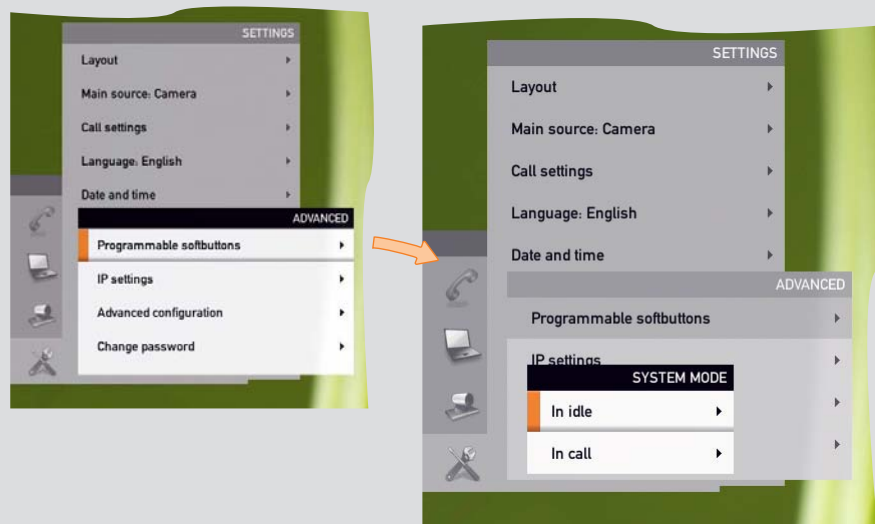 SETTINGS
Layout
Main source: Camera
Call settings
Language: English
Date and time
ADVANCED
Programmable softbuttons
IP settings
Advanced configuration
Change password
SETTINGS
Layout
Main source: Camera
Call settings
Language: English
Date and time
ADVANCED
Programmable softbuttons
IP settings
SYSTEM MODE
In idle
In call